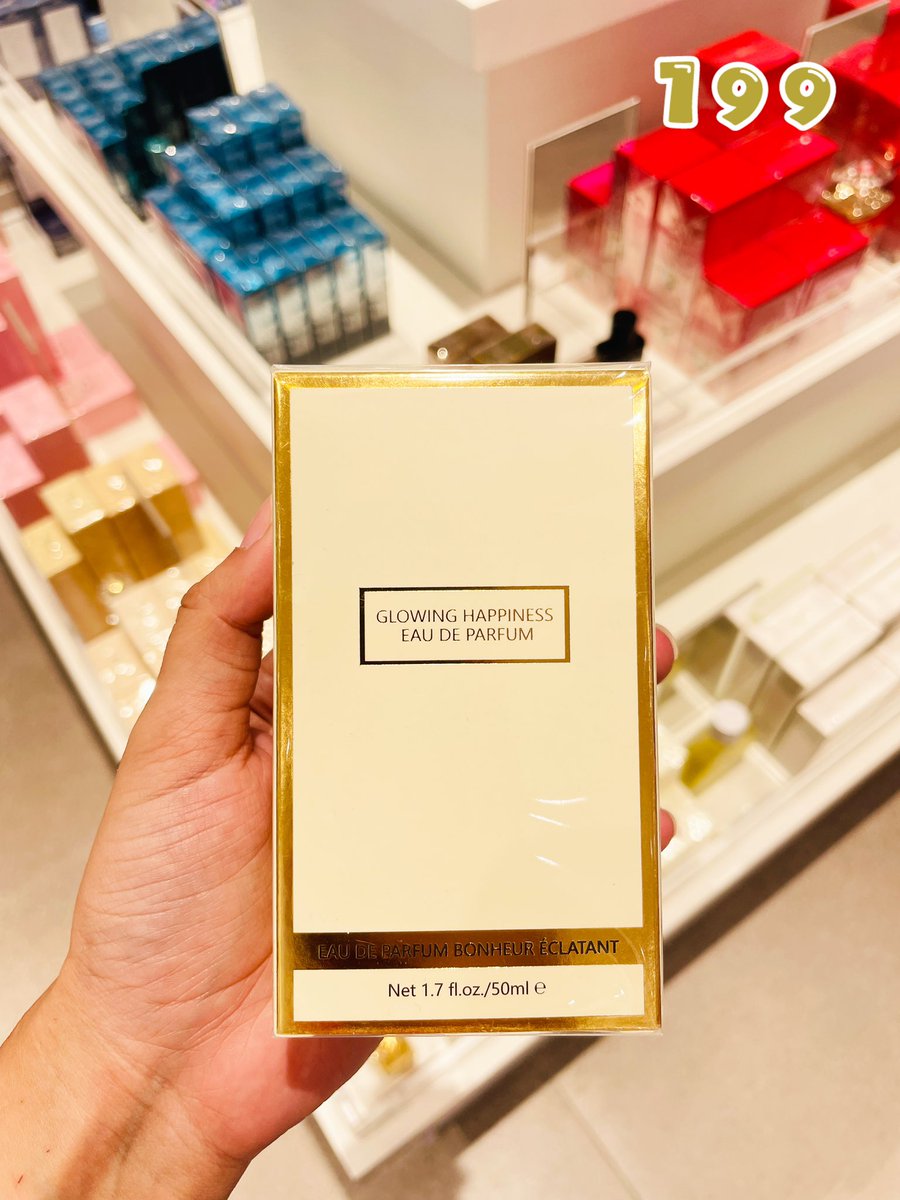 199
GLOWING HAPPINESS
EAU DE PARFUM
EAU DE PARFUM BONHEUR ÉCLATANT
Net 1.7 fl.oz./50ml ℮